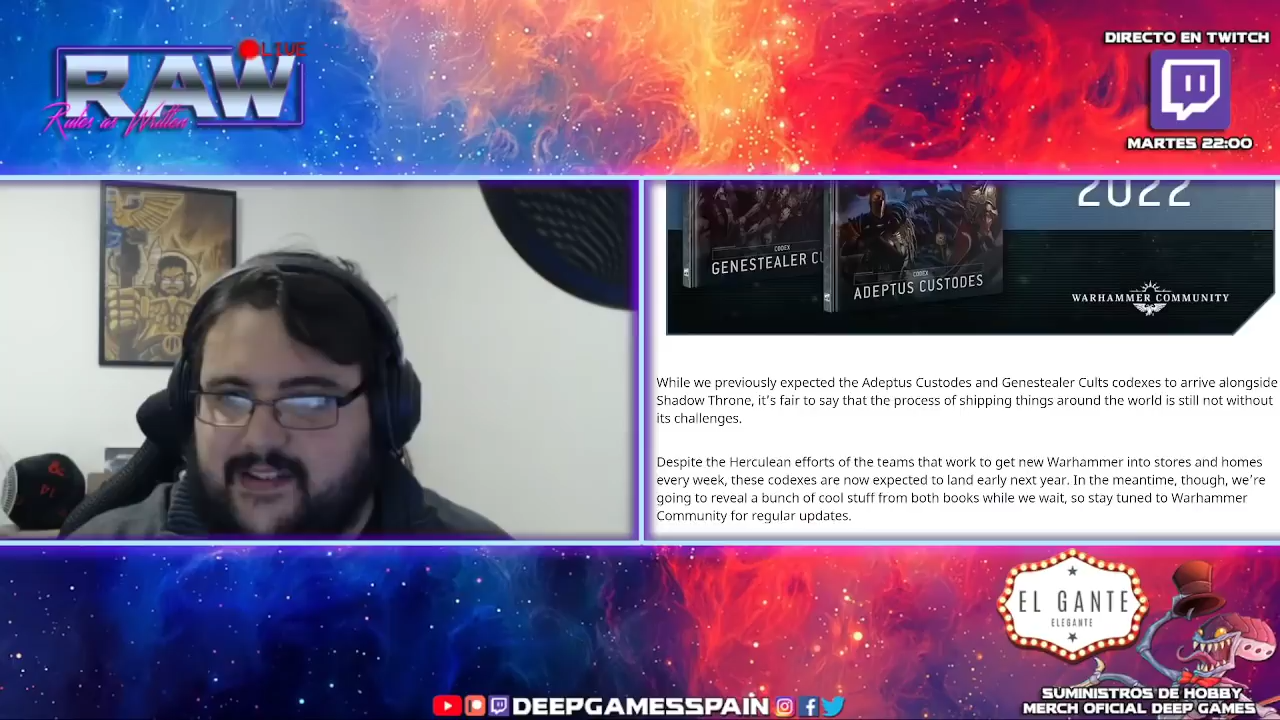 LIVE
RAW
Rules as Written
DIRECTO EN TWITCH
MARTES 22:00
2022
CODEX
GENESTEALER CU
CODEX
ADEPTUS CUSTODES
WARHAMMER COMMUNITY
While we previously expected the Adeptus Custodes and Genestealer Cults codexes to arrive alongside
Shadow Throne, it's fair to say that the process of shipping things around the world is still not without
its challenges.
Despite the Herculean efforts of the teams that work to get new Warhammer into stores and homes
every week, these codexes are now expected to land early next year. In the meantime, though, we're
going to reveal a bunch of cool stuff from both books while we wait, so stay tuned to Warhammer
Community for regular updates.
EL GANTE
ELEGANTE
SUMINISTROS DE HOBBY
MERCH OFICIAL DEEP GAMES
DEEPGAMESSPAIN